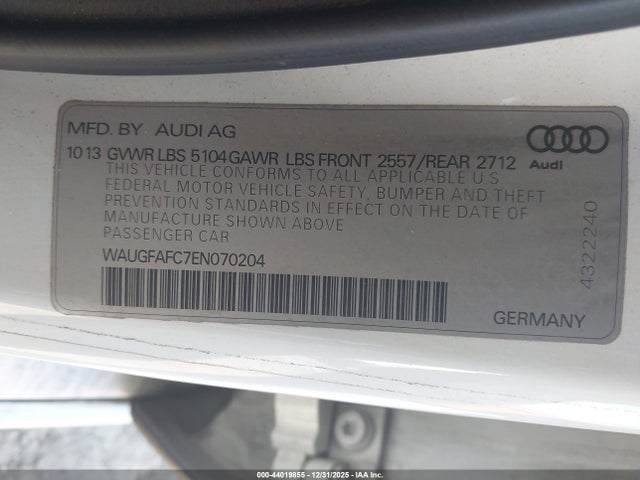 MFD. BY AUDI AG
10 13 GVWR LBS 5104 GAWR LBS FRONT 2557/REAR 2712
THIS VEHICLE CONFORMS TO ALL APPLICABLE U.S.
FEDERAL MOTOR VEHICLE SAFETY, BUMPER AND THEFT
PREVENTION STANDARDS IN EFFECT ON THE DATE OF
MANUFACTURE SHOWN ABOVE
PASSENGER CAR
WAUGFAFC7EN070204
Audi
4322240
GERMANY
000-44019855 - 12/31/2025 - IAA Inc.